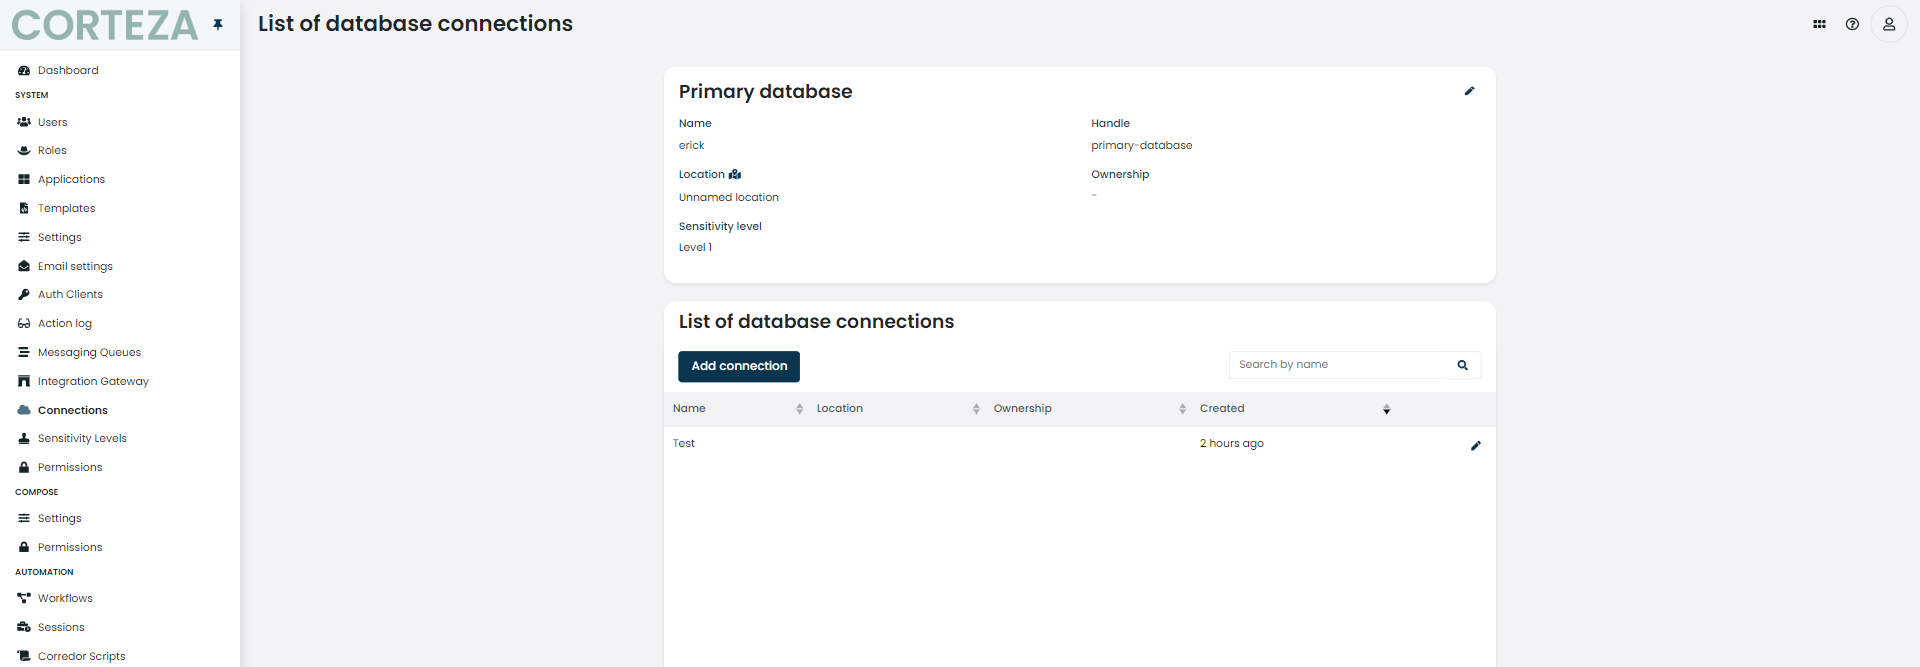 CORTEZA
List of database connections
Dashboard
SYSTEM
Users
Roles
Applications
Templates
Settings
Email settings
Auth Clients
Action log
Messaging Queues
Integration Gateway
Connections
Sensitivity Levels
Permissions
COMPOSE
Settings
Permissions
AUTOMATION
Workflows
Sessions
Corredor Scripts
Primary database
Name Handle
erick primary-database
Location Ownership
Unnamed location -
Sensitivity level
Level 1
List of database connections
Add connection Search by name
Name Location Ownership Created
Test 2 hours ago